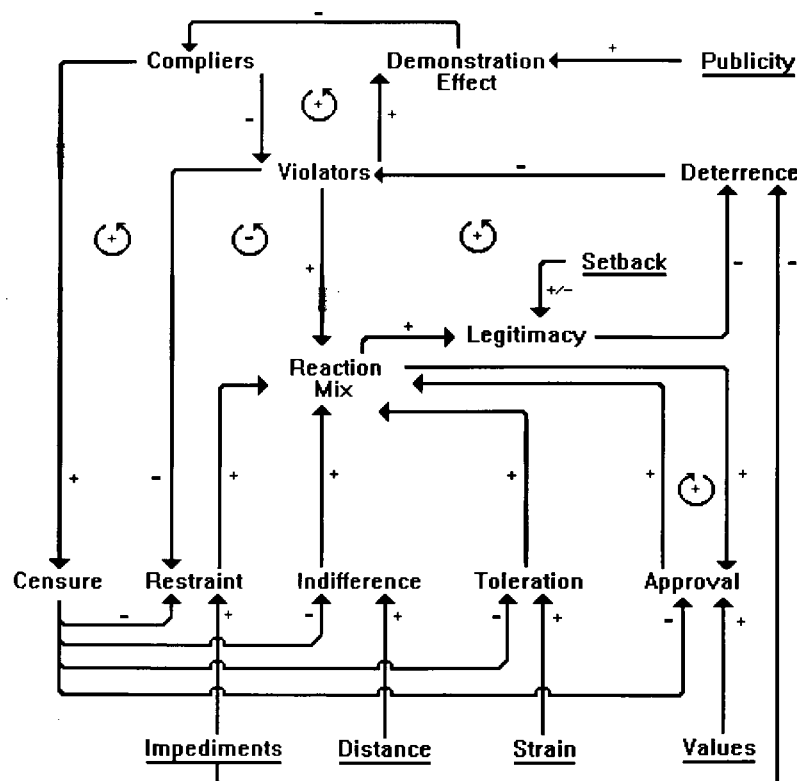 -
Compliers
Demonstration
Effect
+
Publicity
+
-
+
Violators
-
Deterrence
+
-
+
+
Setback
+/-
-
-
+
Legitimacy
Reaction
Mix
+
-
+
+
+
+
+
+
Censure
Restraint
Indifference
Toleration
Approval
-
+
-
+
-
+
-
+
Impediments
Distance
Strain
Values